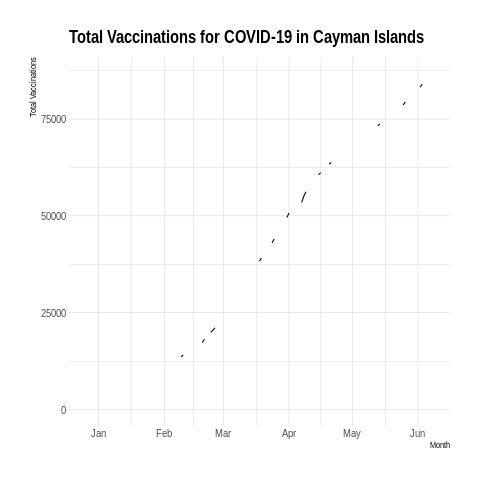 Total Vaccinations for COVID-19 in Cayman Islands
Total Vaccinations
75000
50000
25000
0
Jan Feb Mar Apr May Jun
Month